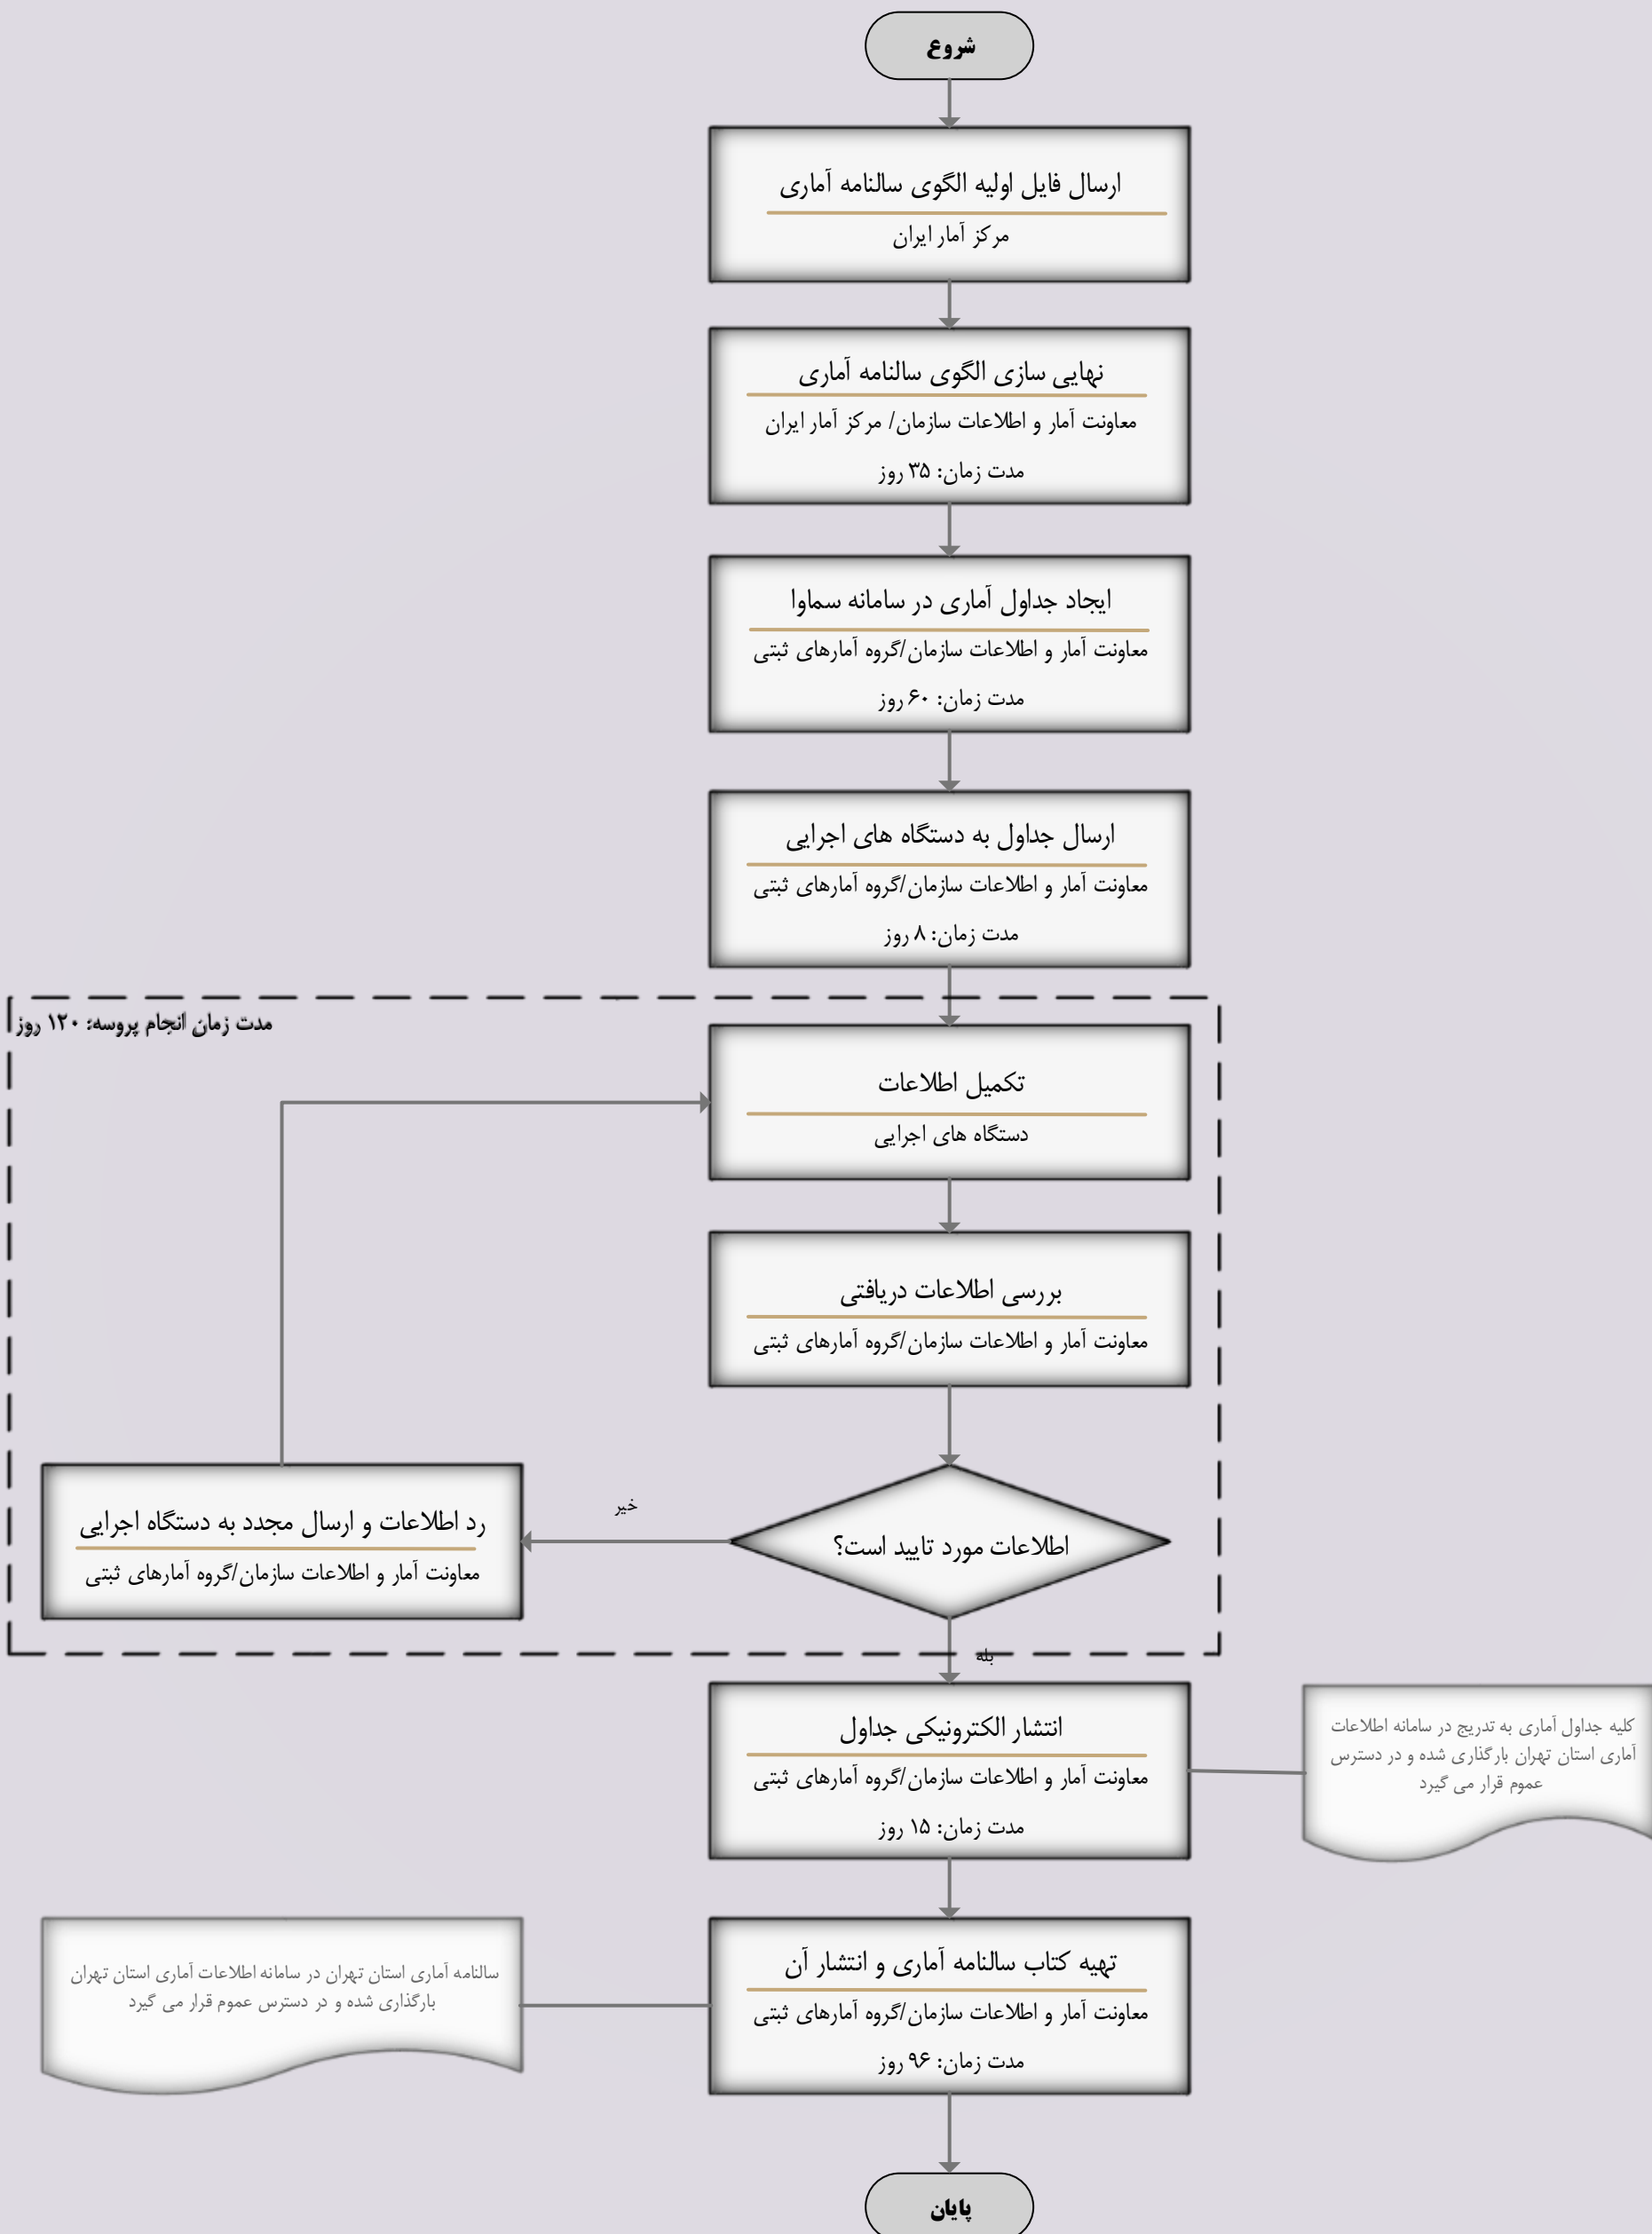 شروع
ارسال فایل اولیه الگوی سالنامه آماری
مرکز آمار ایران
نهایی سازی الگوی سالنامه آماری
معاونت آمار و اطلاعات سازمان/ مرکز آمار ایران
مدت زمان: ۳۵ روز
ایجاد جداول آماری در سامانه سماوا
معاونت آمار و اطلاعات سازمان/گروه آمارهای ثبتی
مدت زمان: ۶۰ روز
ارسال جداول به دستگاه های اجرایی
معاونت آمار و اطلاعات سازمان/گروه آمارهای ثبتی
مدت زمان: ۸ روز
مدت زمان انجام پروسه: ۱۲۰ روز
تکمیل اطلاعات
دستگاه های اجرایی
بررسی اطلاعات دریافتی
معاونت آمار و اطلاعات سازمان/گروه آمارهای ثبتی
اطلاعات مورد تایید است؟
خیر
رد اطلاعات و ارسال مجدد به دستگاه اجرایی
معاونت آمار و اطلاعات سازمان/گروه آمارهای ثبتی
بله
انتشار الکترونیکی جداول
معاونت آمار و اطلاعات سازمان/گروه آمارهای ثبتی
مدت زمان: ۱۵ روز
کلیه جداول آماری به تدریج در سامانه اطلاعات
آماری استان تهران بارگذاری شده و در دسترس
عموم قرار می گیرد
تهیه کتاب سالنامه آماری و انتشار آن
معاونت آمار و اطلاعات سازمان/گروه آمارهای ثبتی
مدت زمان: ۹۶ روز
سالنامه آماری استان تهران در سامانه اطلاعات آماری استان تهران
بارگذاری شده و در دسترس عموم قرار می گیرد
پایان